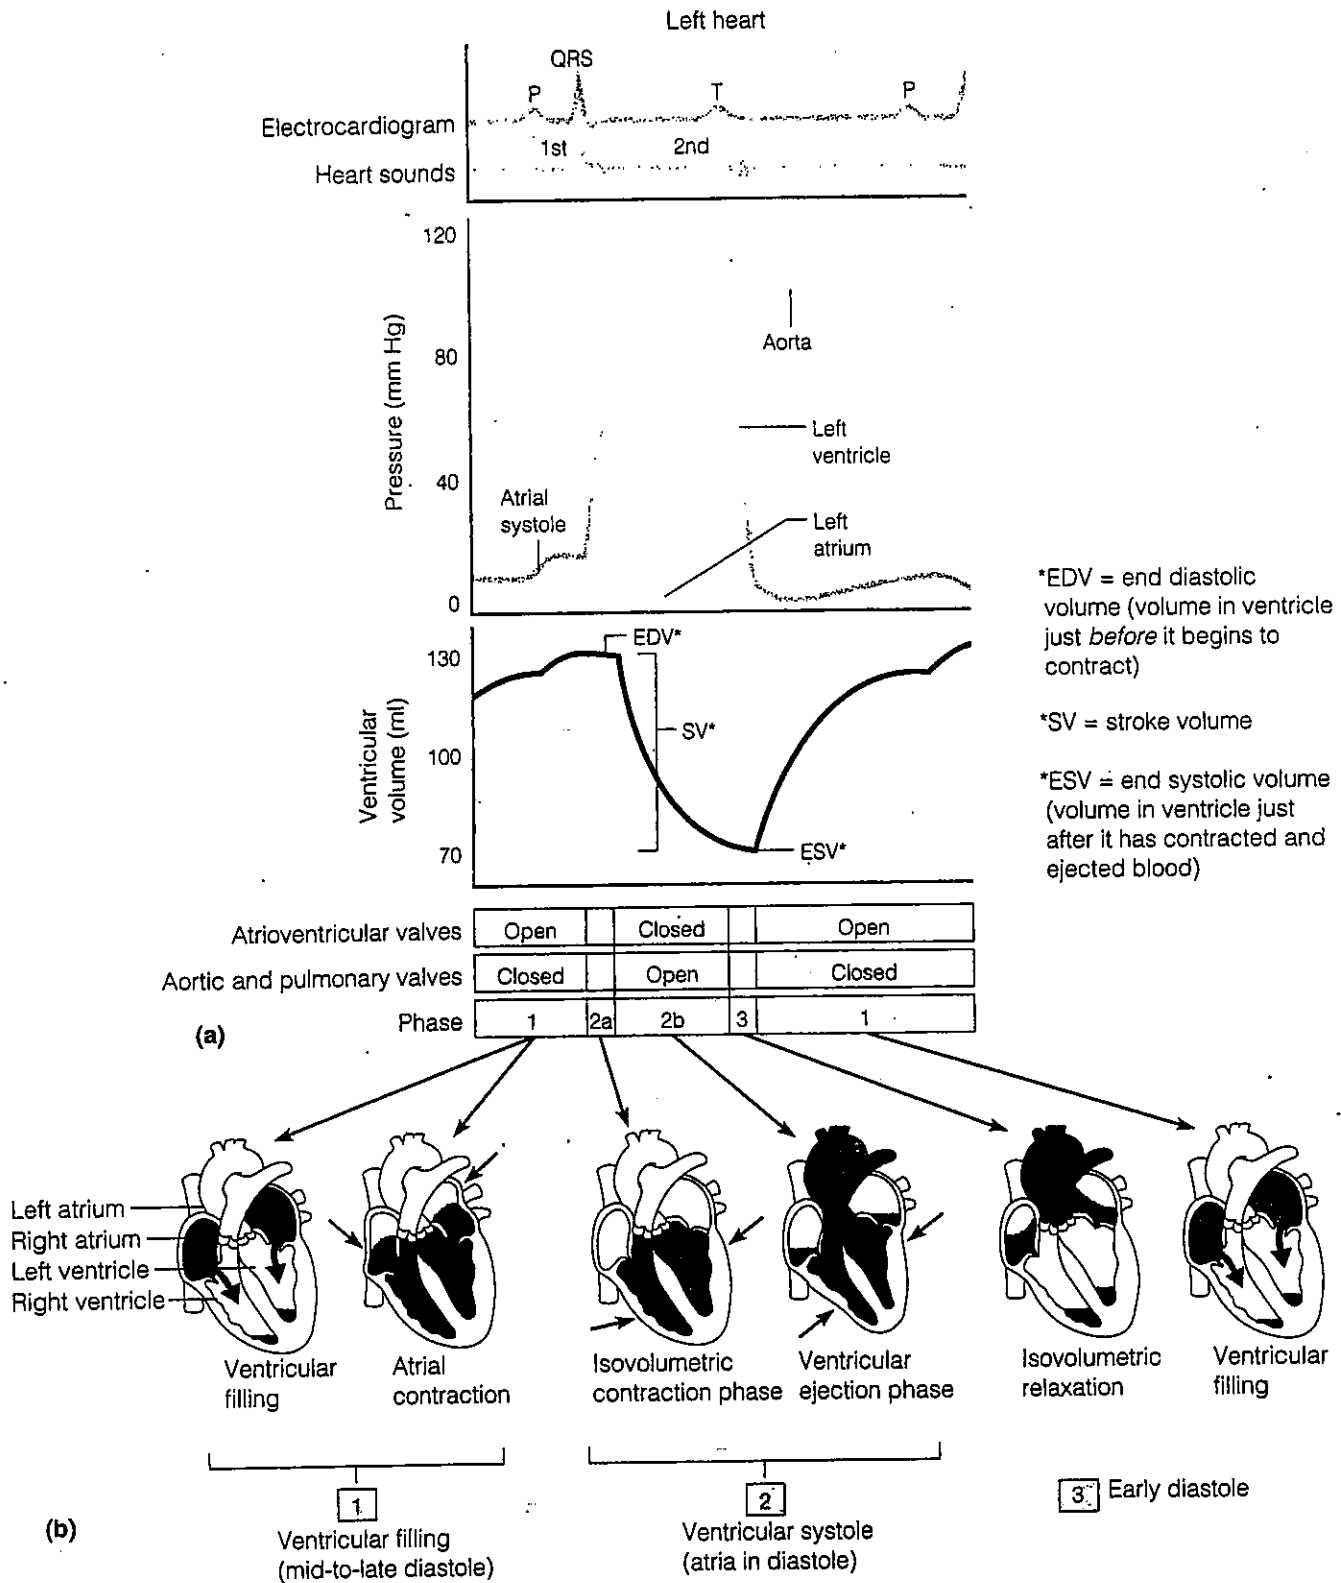 Left heart
QRS
P
T
P
Electrocardiogram
1st
2nd
Heart sounds
120
Aorta
80
Pressure (mm Hg)
Left
ventricle
40
Atrial
systole
Left
atrium
0
*EDV = end diastolic
volume (volume in ventricle
just before it begins to
contract)
*SV = stroke volume
*ESV = end systolic volume
(volume in ventricle just
after it has contracted and
ejected blood)
EDV*
130
Ventricular
volume (ml)
SV*
100
70
ESV*
Atrioventricular valves
Open
Closed
Open
Aortic and pulmonary valves
Closed
Open
Closed
Phase
1
2a
2b
3
1
(a)
Left atrium
Right atrium
Left ventricle
Right ventricle
Ventricular
filling
Atrial
contraction
Isovolumetric
contraction phase
Ventricular
ejection phase
Isovolumetric
relaxation
Ventricular
filling
1
Ventricular filling
(mid-to-late diastole)
2
Ventricular systole
(atria in diastole)
3 Early diastole
(b)